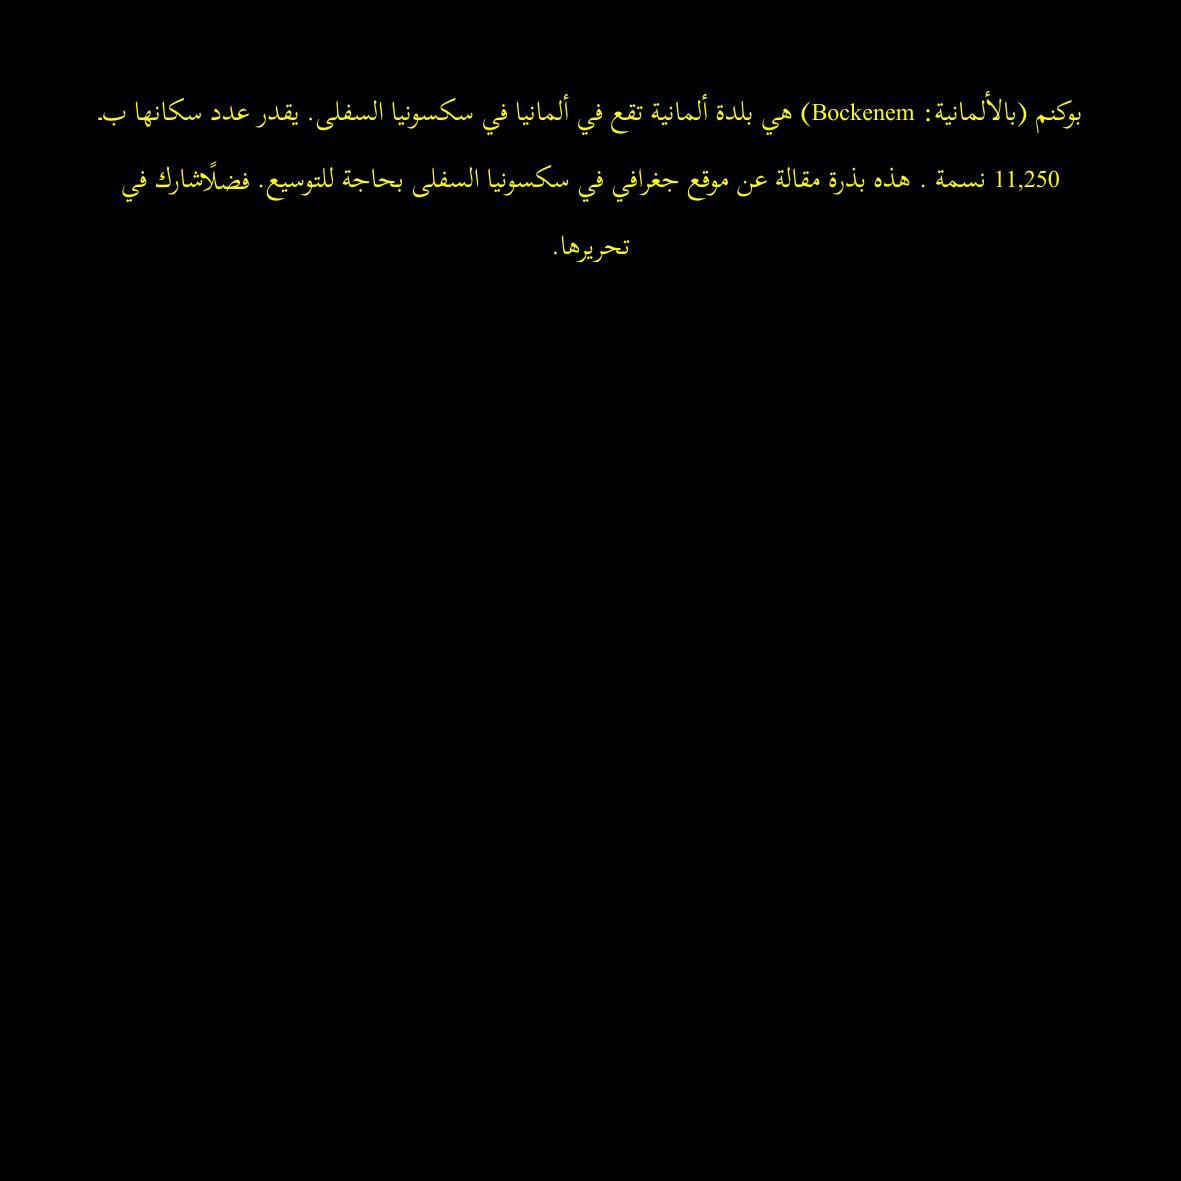 بوكنم (بالألمانية: Bockenem) هي بلدة ألمانية تقع في ألمانيا في سكسونيا السفلى. يقدر عدد سكانها بـ
11,250 نسمة . هذه بذرة مقالة عن موقع جغرافي في سكسونيا السفلى بحاجة للتوسيع. فضلًاشارك في
تحريرها.